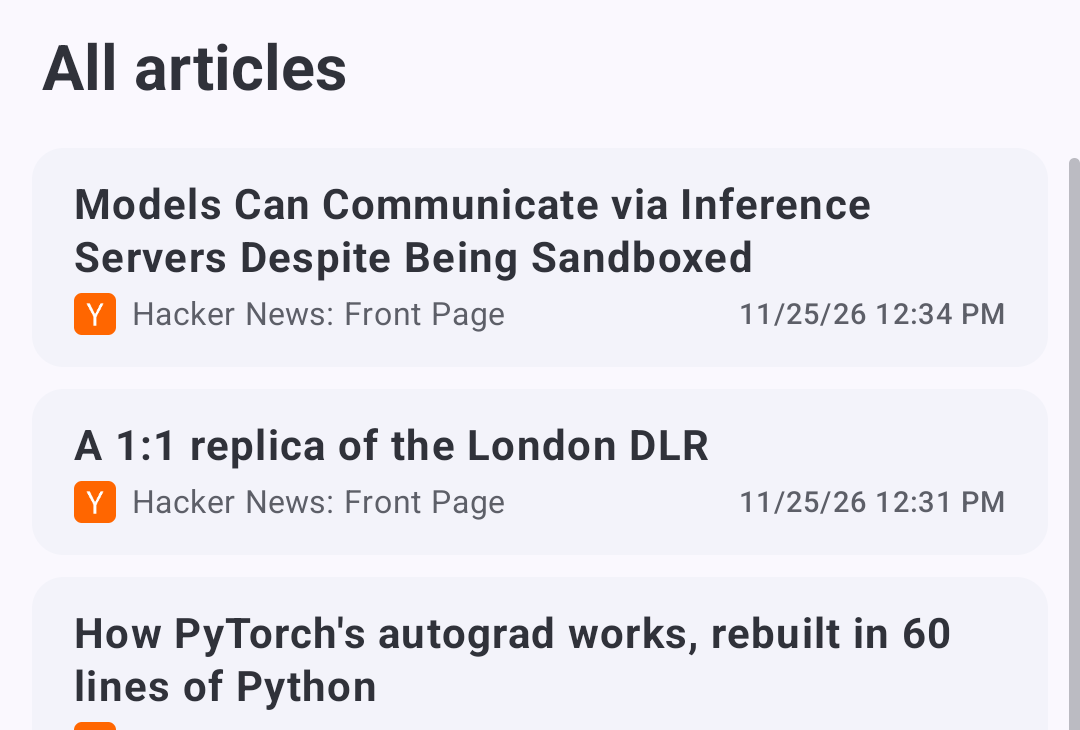 All articles
Models Can Communicate via Inference
Servers Despite Being Sandboxed
Y Hacker News: Front Page 11/25/26 12:34 PM
A 1:1 replica of the London DLR
Y Hacker News: Front Page 11/25/26 12:31 PM
How PyTorch's autograd works, rebuilt in 60
lines of Python